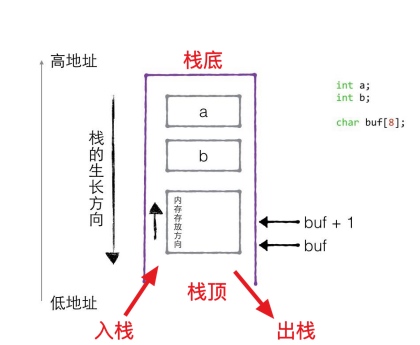 高地址
栈底
int a;
int b;
char buf[8];
a
b
栈的生长方向
内存存放方向
buf + 1
buf
低地址
栈顶
入栈
出栈